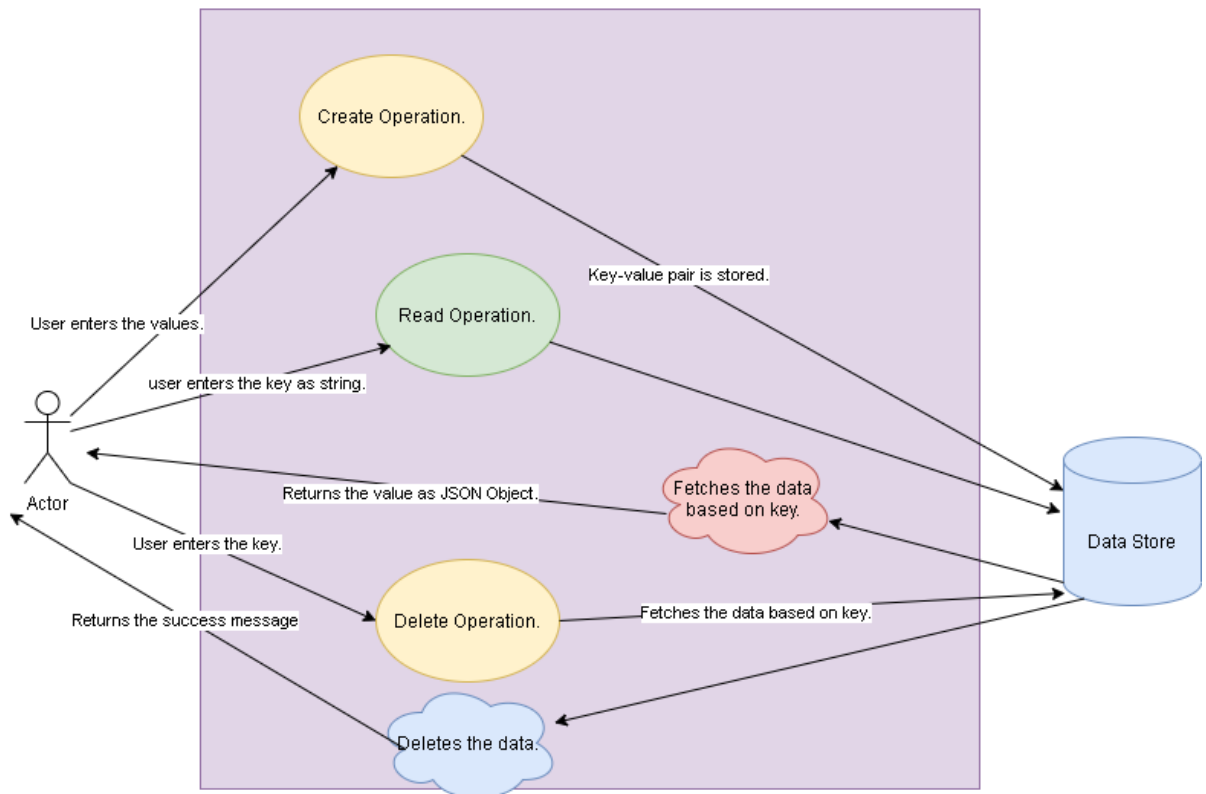 Create Operation.
Key-value pair is stored.
Read Operation.
User enters the values.
user enters the key as string.
Fetches the data
based on key.
Returns the value as JSON Object.
Actor
Data Store
User enters the key.
Fetches the data based on key.
Returns the success message
Delete Operation.
Deletes the data.